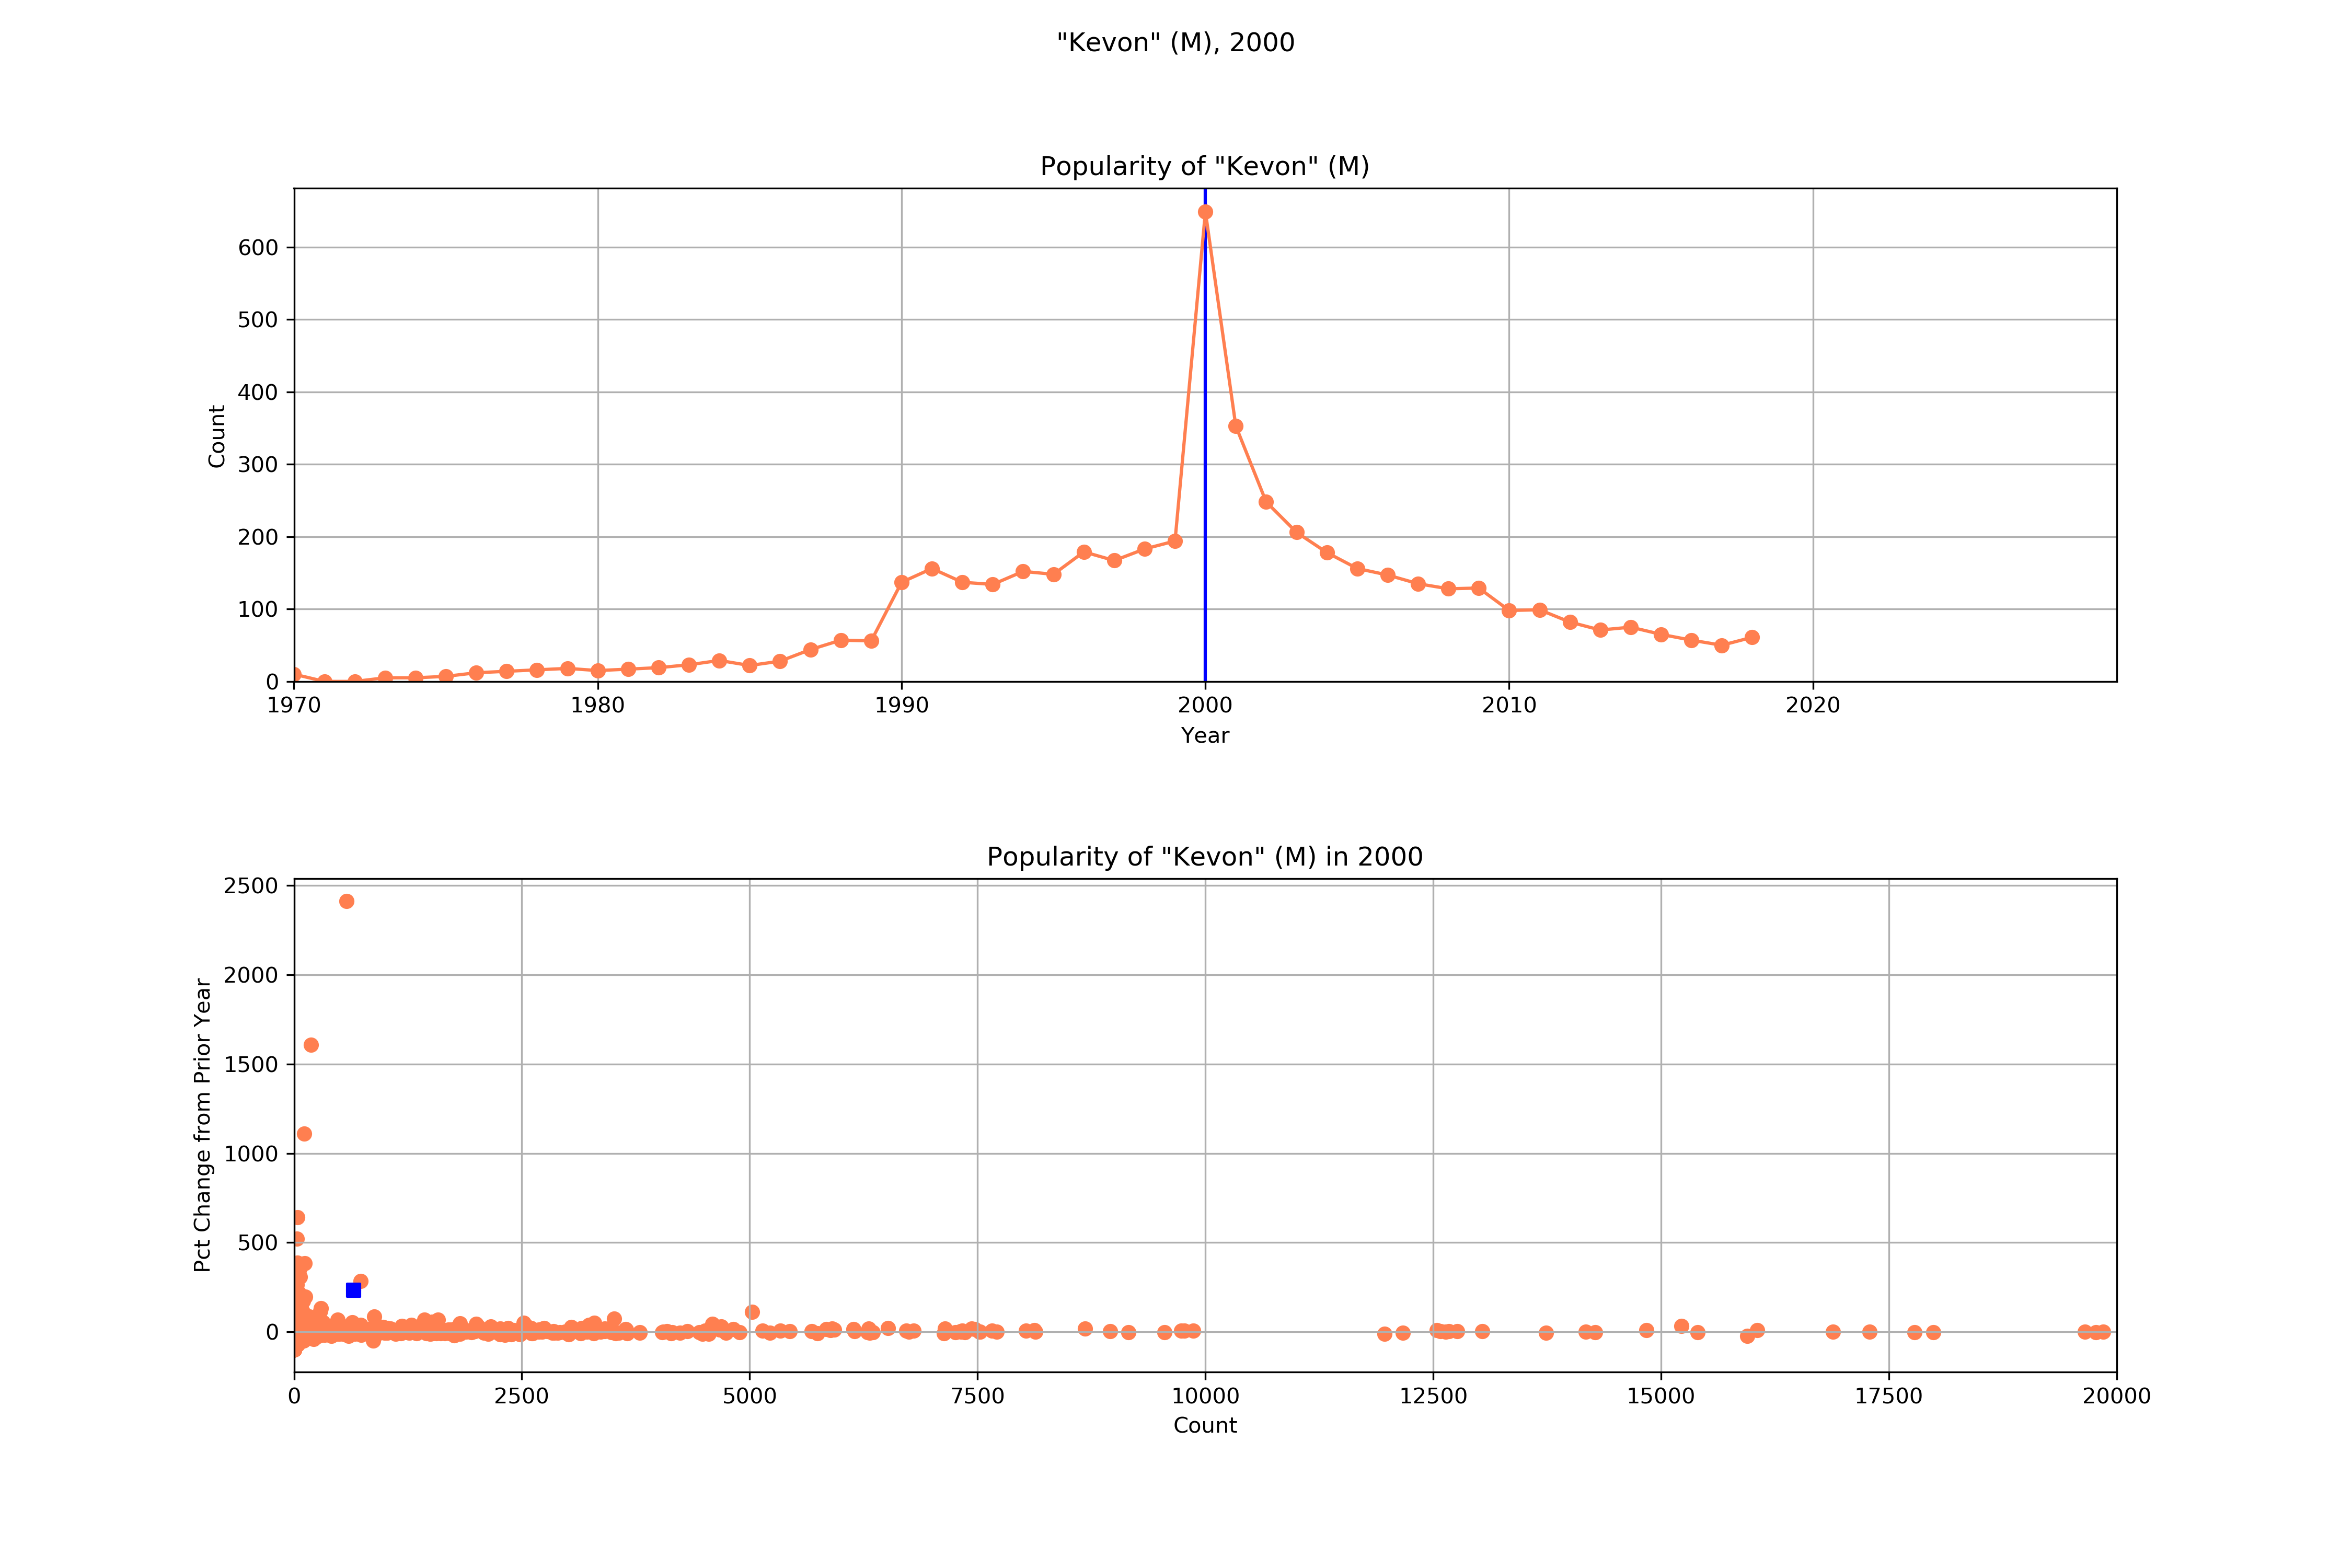 "Kevon" (M), 2000
Popularity of "Kevon" (M)
600
500
400
300
200
100
0
Count
1970 1980 1990 2000 2010 2020
Year
Popularity of "Kevon" (M) in 2000
2500
2000
1500
1000
500
0
Pct Change from Prior Year
0 2500 5000 7500 10000 12500 15000 17500 20000
Count